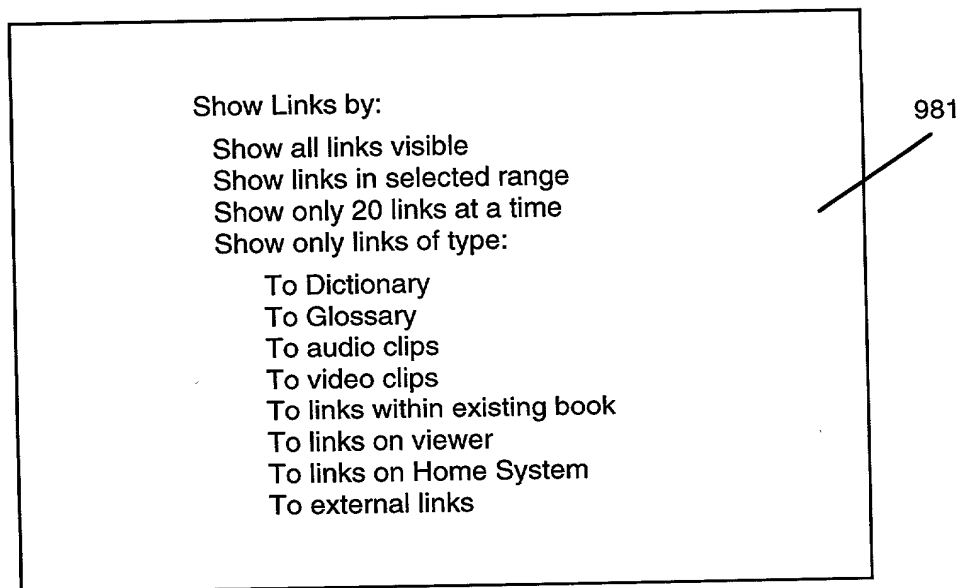 Show Links by:
981
Show all links visible
Show links in selected range
Show only 20 links at a time
Show only links of type:
To Dictionary
To Glossary
To audio clips
To video clips
To links within existing book
To links on viewer
To links on Home System
To external links